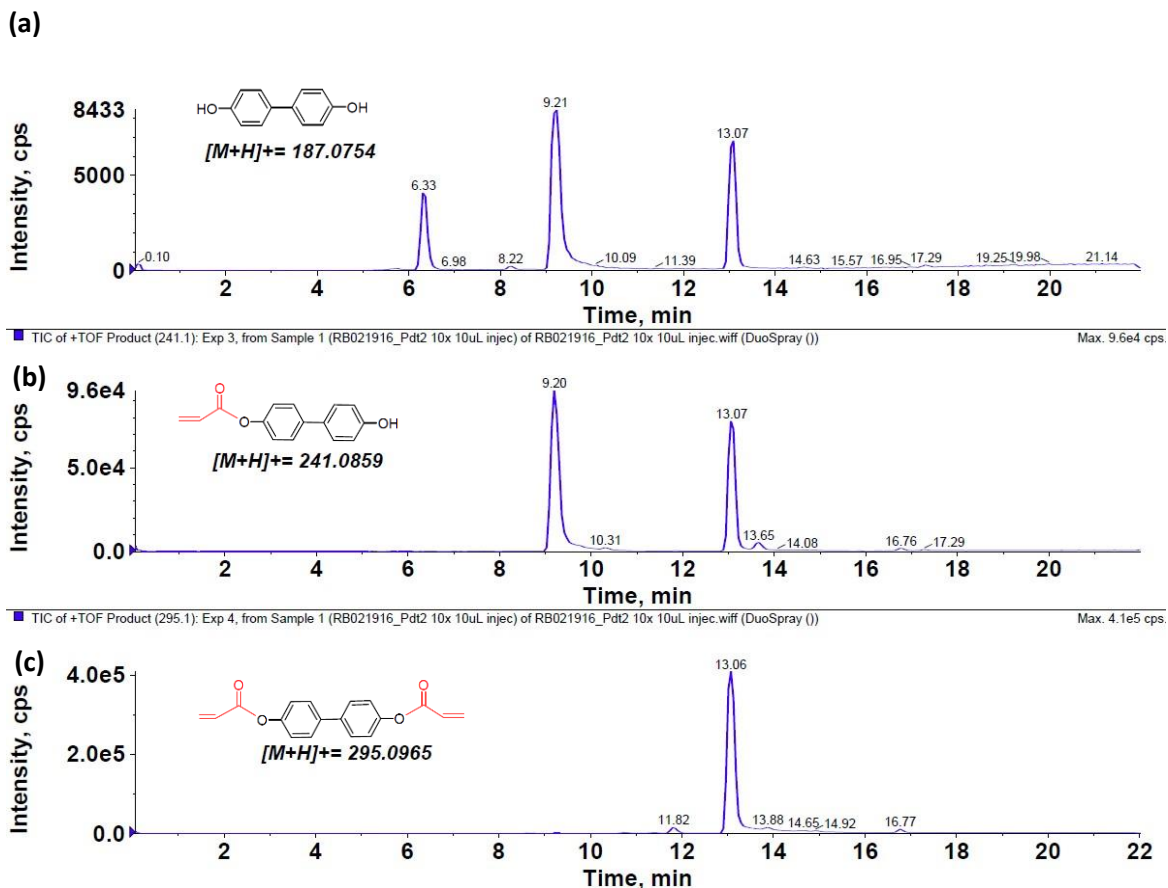 (a)
HO
OH
[M+H]+= 187.0754
8433
5000
0
Intensity, cps
0.10
6.33
6.98
8.22
9.21
10.09
11.39
13.07
14.63
15.57
16.95
17.29
19.25
19.98
21.14
2 4 6 8 10 12 14 16 18 20
Time, min
TIC of +TOF Product (241.1): Exp 3, from Sample 1 (RB021916_Pdt2 10x 10uL injec) of RB021916_Pdt2 10x 10uL injec.wiff (DuoSpray ()) Max. 9.6e4 cps.
(b)
O
O
OH
[M+H]+= 241.0859
9.6e4
5.0e4
0.0
Intensity, cps
9.20
10.31
13.07
13.65
14.08
16.76
17.29
2 4 6 8 10 12 14 16 18 20
Time, min
TIC of +TOF Product (295.1): Exp 4, from Sample 1 (RB021916_Pdt2 10x 10uL injec) of RB021916_Pdt2 10x 10uL injec.wiff (DuoSpray ()) Max. 4.1e5 cps.
(c)
O
O
O
O
[M+H]+= 295.0965
4.0e5
2.0e5
0.0
Intensity, cps
11.82
13.06
13.88
14.65
14.92
16.77
2 4 6 8 10 12 14 16 18 20 22
Time, min